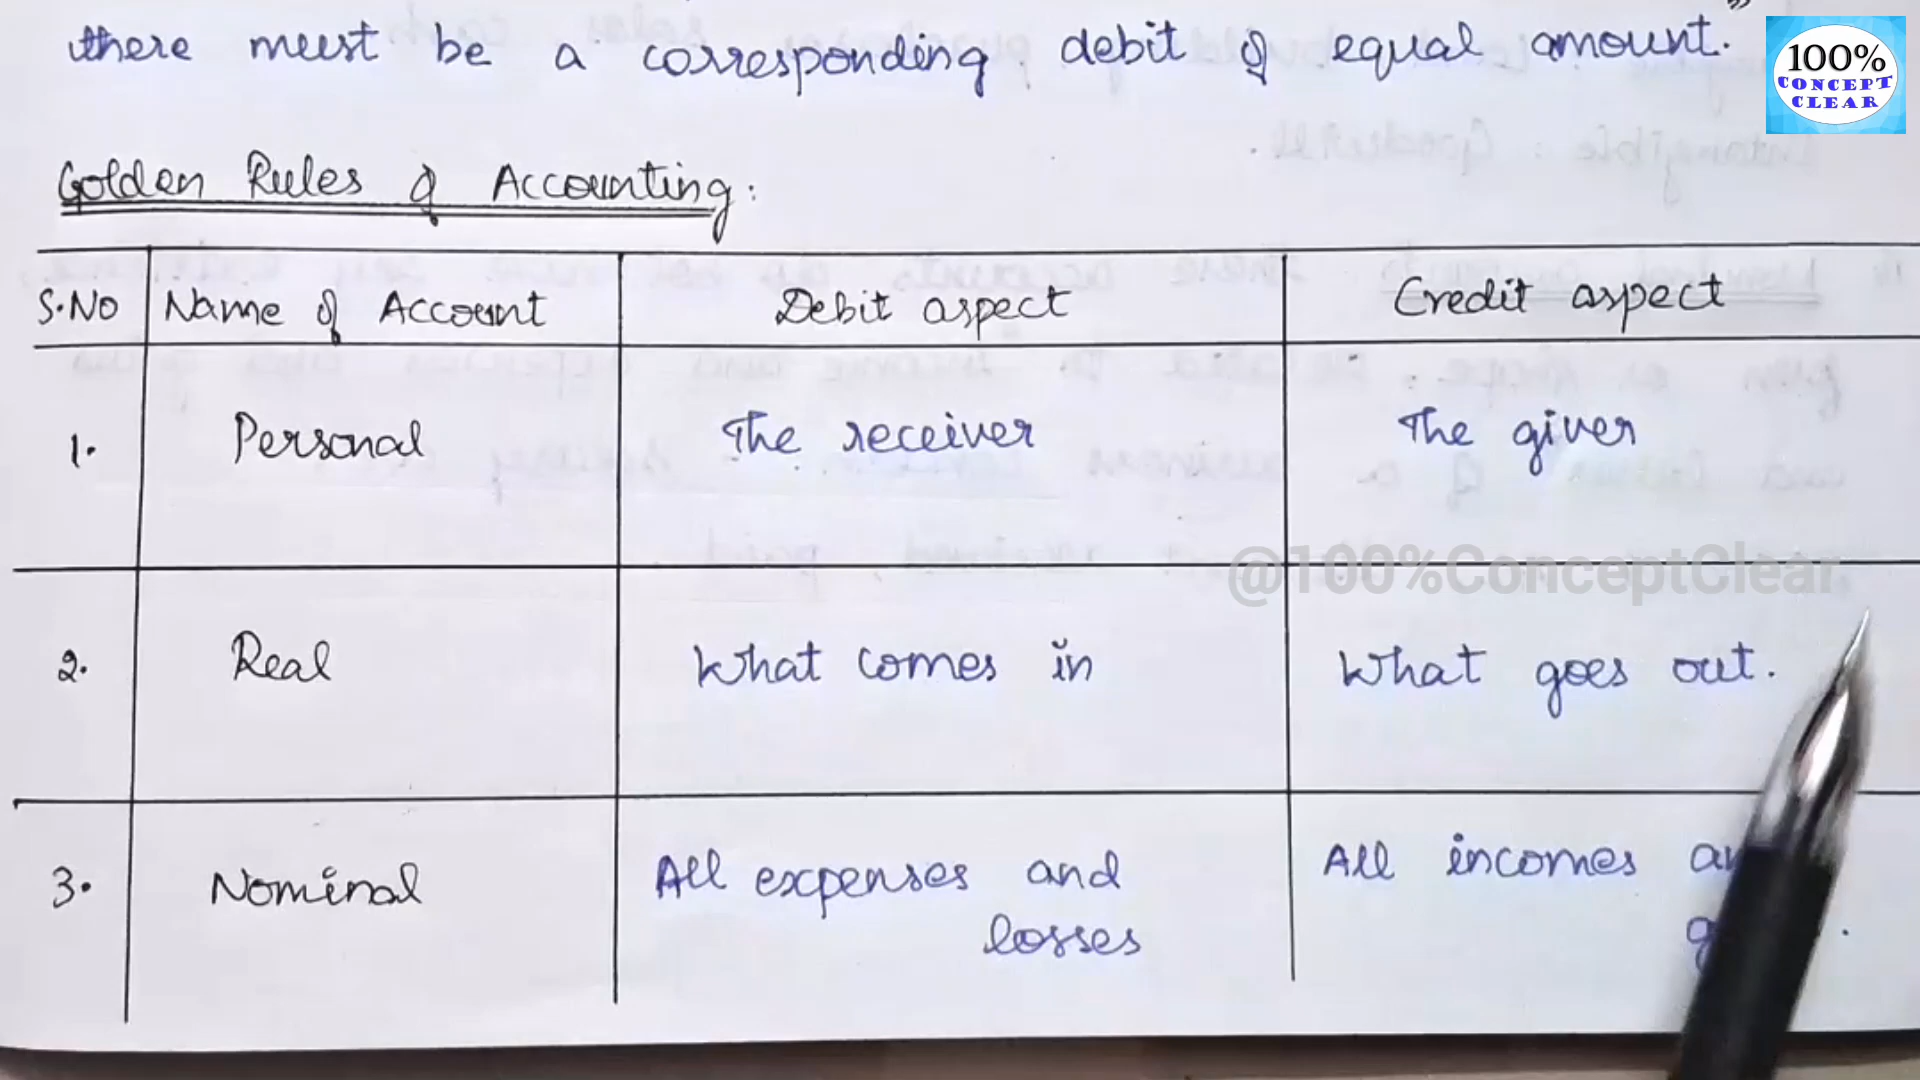 there must be a corresponding debit of equal amount."
100%
CONCEPT
CLEAR
Golden Rules of Accounting:
S.No Name of Account Debit aspect Credit aspect
1. Personal The receiver The giver
@100%ConceptClear
2. Real What comes in What goes out.
3. Nominal All expenses and All incomes
losses